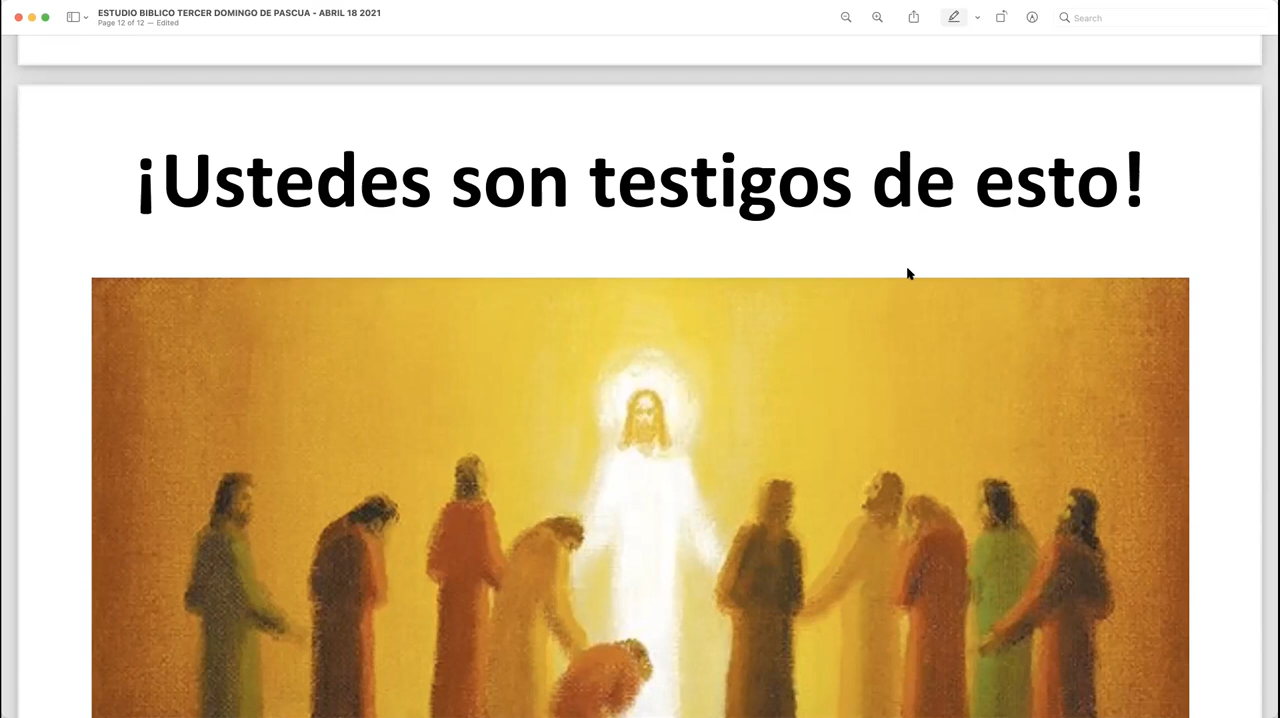 ESTUDIO BIBLICO TERCER DOMINGO DE PASCUA - ABRIL 18 2021
Page 12 of 12 — Edited
Search
¡Ustedes son testigos de esto!